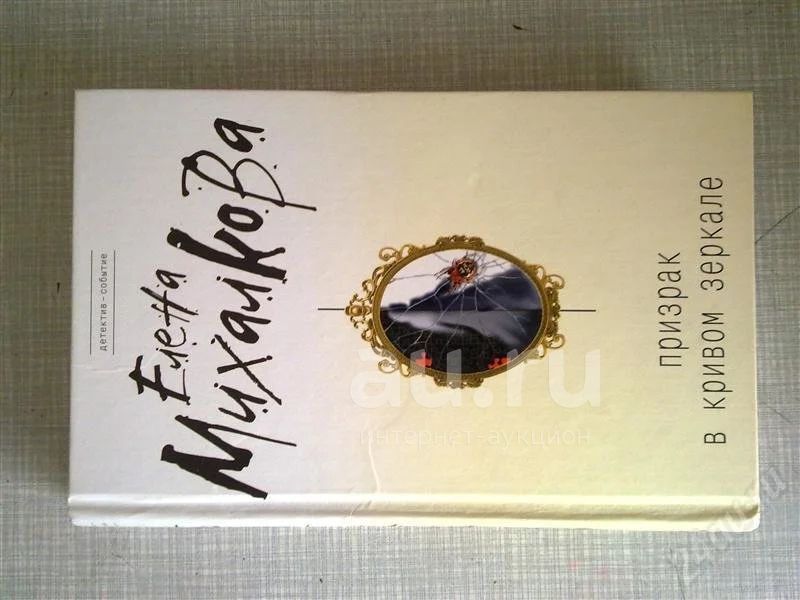 детектив-событие
Елена
Михалкова
призрак
в кривом зеркале
au.ru
интернет-аукцион